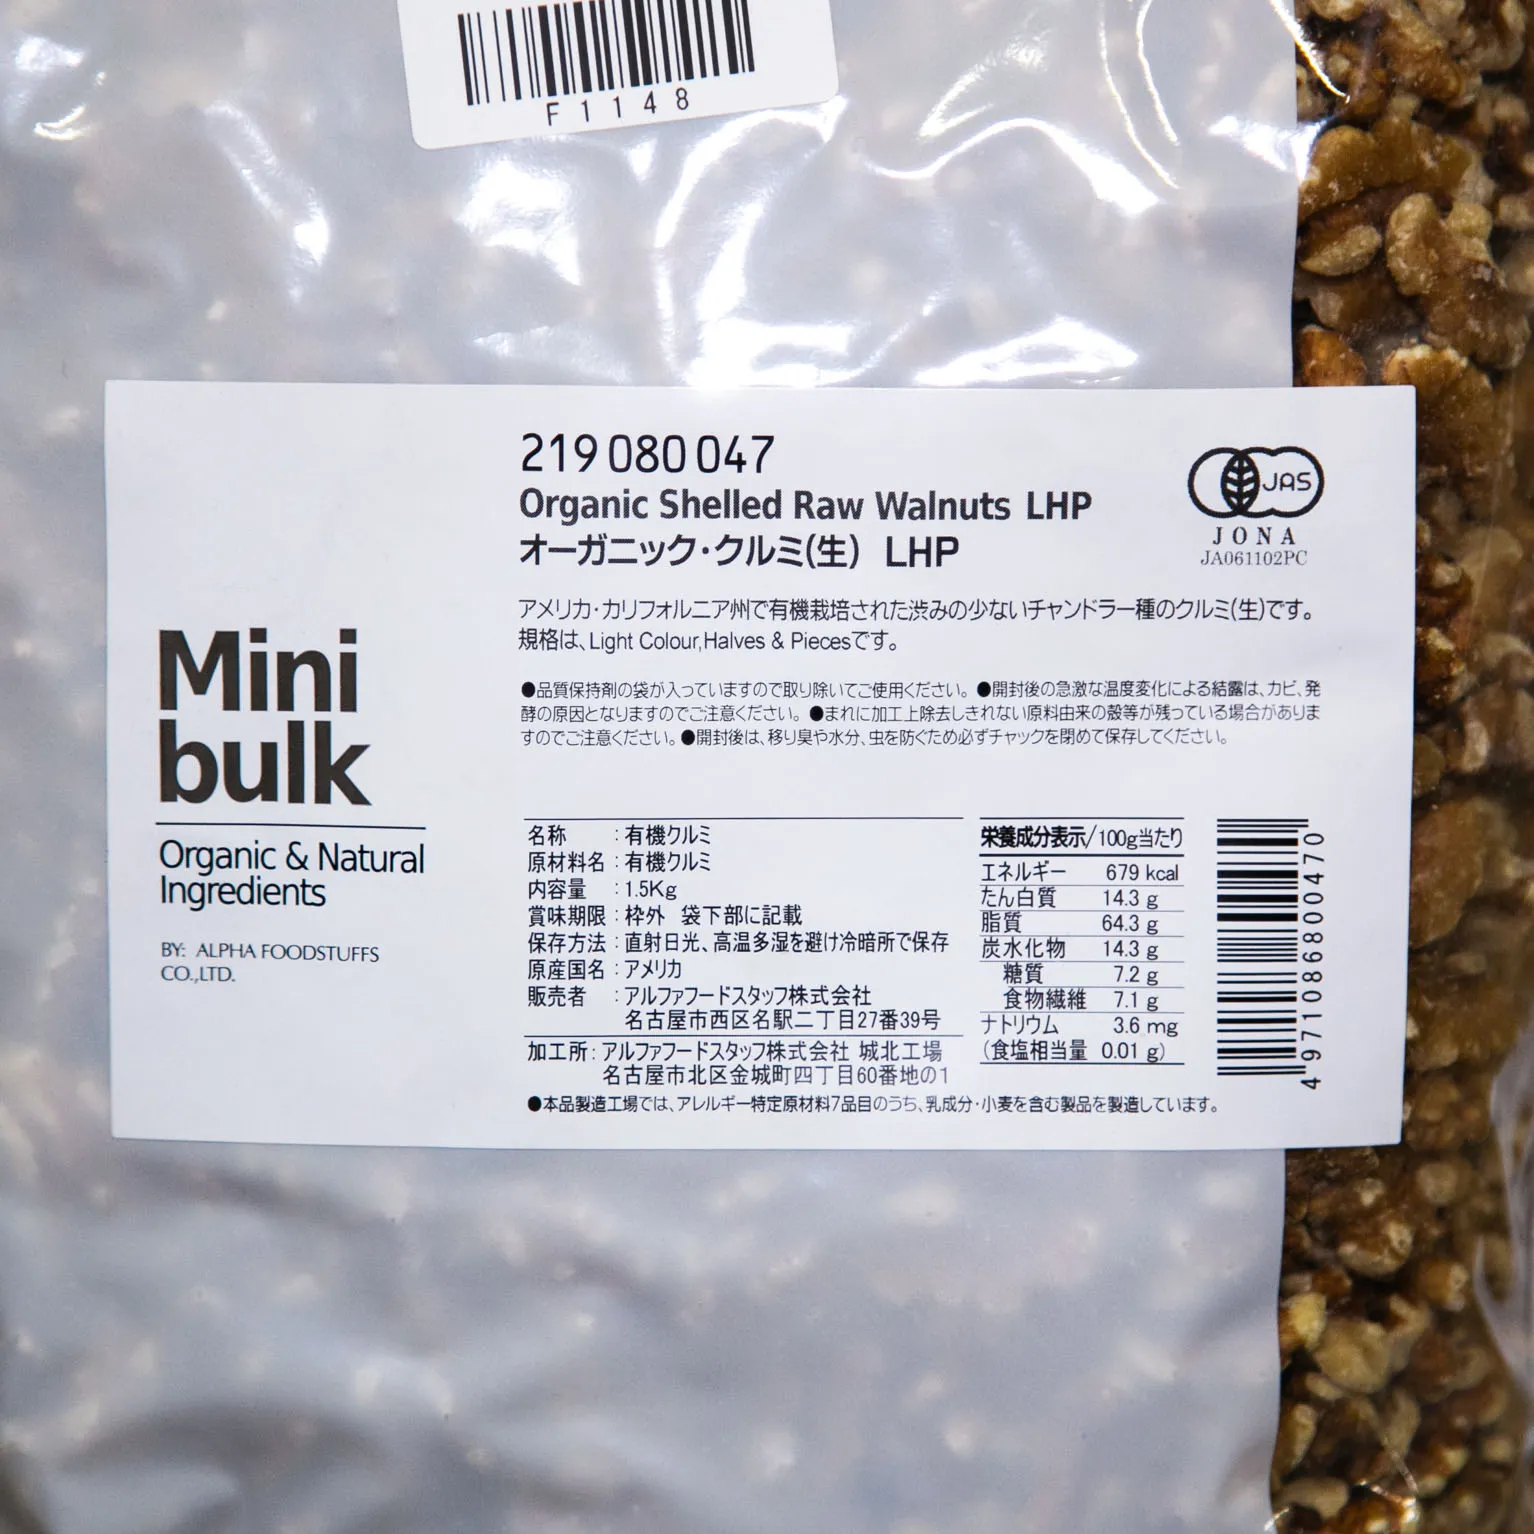 F1148
219 080 047
Organic Shelled Raw Walnuts LHP
オーガニック・クルミ(生) LHP
JAS
JONA
JA061102PC
アメリカ・カリフォルニア州で有機栽培された渋みの少ないチャンドラー種のクルミ(生)です。
規格は、Light Colour,Halves & Piecesです。
●品質保持剤の袋が入っていますので取り除いてご使用ください。●開封後の急激な温度変化による結露は、カビ、発
酵の原因となりますのでご注意ください。●まれに加工上除去しきれない原料由来の殻等が残っている場合がありま
すのでご注意ください。●開封後は、移り臭や水分、虫を防ぐため必ずチャックを閉めて保存してください。
Mini
bulk
Organic & Natural
Ingredients
BY: ALPHA FOODSTUFFS
CO.,LTD.
名称 :有機クルミ
原材料名:有機クルミ
内容量 :1.5Kg
賞味期限:枠外 袋下部に記載
保存方法:直射日光、高温多湿を避け冷暗所で保存
原産国名:アメリカ
販売者 :アルファフードスタッフ株式会社
名古屋市西区名駅二丁目27番39号
加工所:アルファフードスタッフ株式会社 城北工場
名古屋市北区金城町四丁目60番地の1
●本品製造工場では、アレルギー特定原材料7品目のうち、乳成分・小麦を含む製品を製造しています。
栄養成分表示/100g当たり
エネルギー 679 kcal
たん白質 14.3 g
脂質 64.3 g
炭水化物 14.3 g
糖質 7.2 g
食物繊維 7.1 g
ナトリウム 3.6 mg
(食塩相当量 0.01 g)
4971086800470